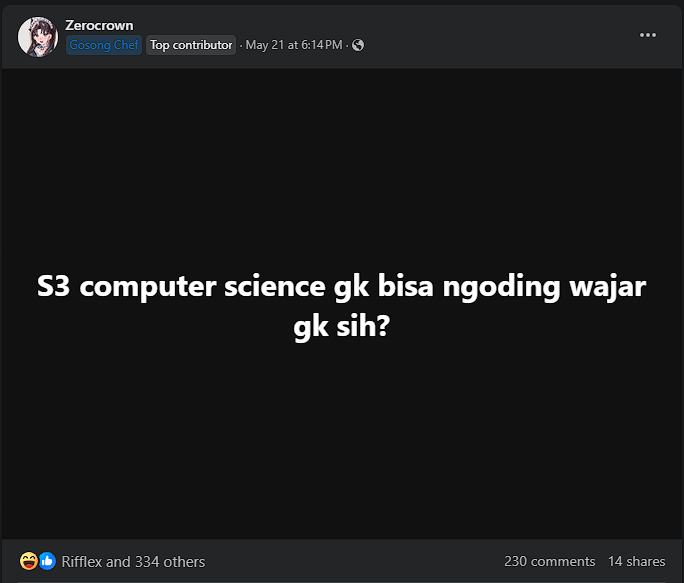 Zerocrown
Gosong Chef Top contributor · May 21 at 6:14 PM ·
S3 computer science gk bisa ngoding wajar
gk sih?
Rifflex and 334 others 230 comments 14 shares